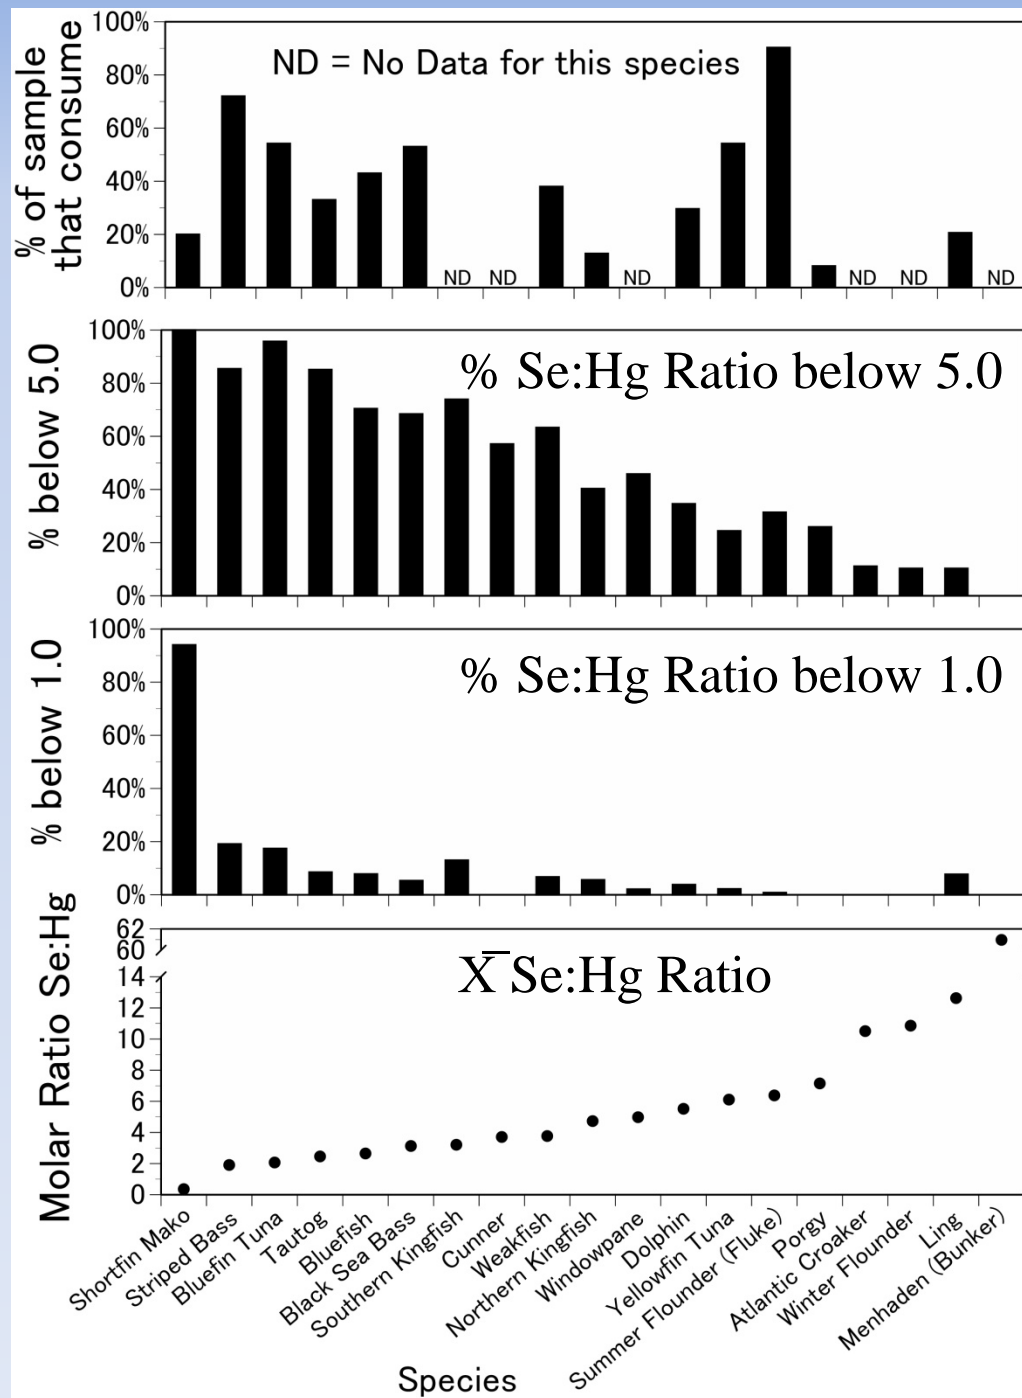 % of sample
that consume
100%
80%
60%
40%
20%
0%
ND = No Data for this species
ND
ND
ND
ND
ND
ND
% below 5.0
100%
80%
60%
40%
20%
0%
% Se:Hg Ratio below 5.0
% below 1.0
100%
80%
60%
40%
20%
0%
% Se:Hg Ratio below 1.0
Molar Ratio Se:Hg
62
60
14
12
10
8
6
4
2
0
X̄ Se:Hg Ratio
Shortfin Mako
Striped Bass
Bluefin Tuna
Tautog
Bluefish
Black Sea Bass
Southern Kingfish
Cunner
Weakfish
Northern Kingfish
Windowpane
Dolphin
Yellowfin Tuna
Summer Flounder (Fluke)
Porgy
Atlantic Croaker
Winter Flounder
Ling
Menhaden (Bunker)
Species